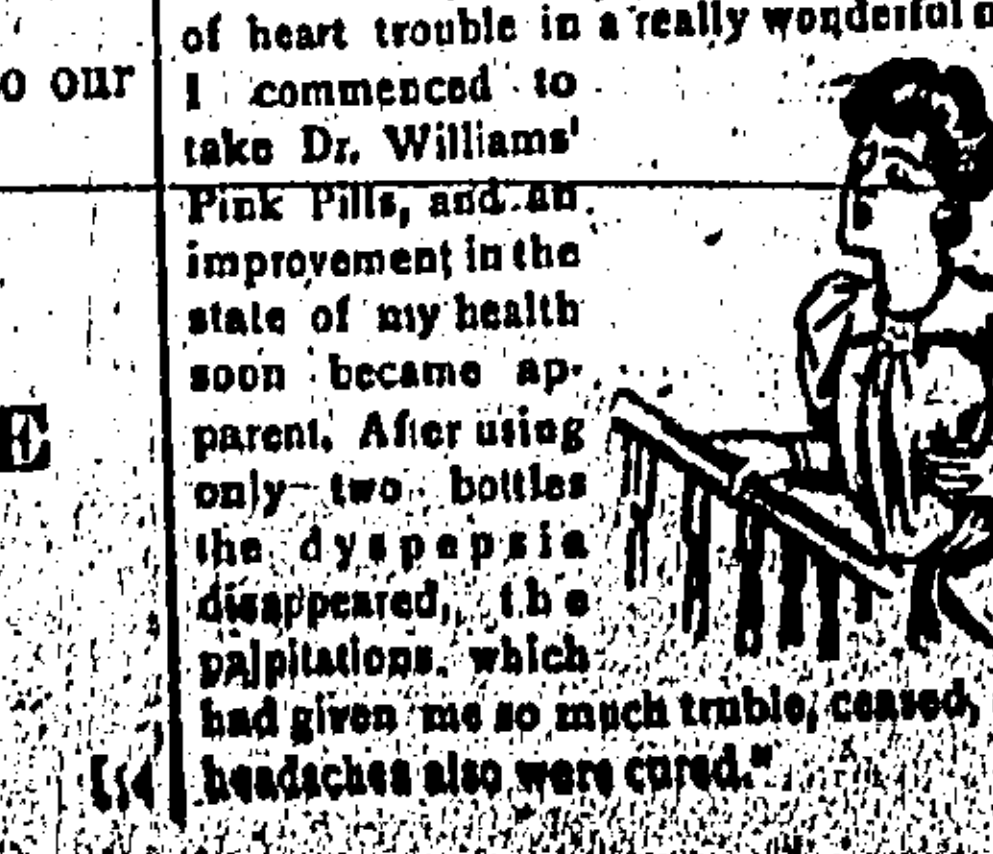 of heart trouble in a really wonderful
I commenced to
take Dr. Williams'
Pink Pills, and an
improvement in the
state of my health
soon became ap-
parent. After using
only two bottles
the dyspepsia
disappeared, the
palpitations, which
had given me so much truble, ceased,
headaches also were cured."
o our
E